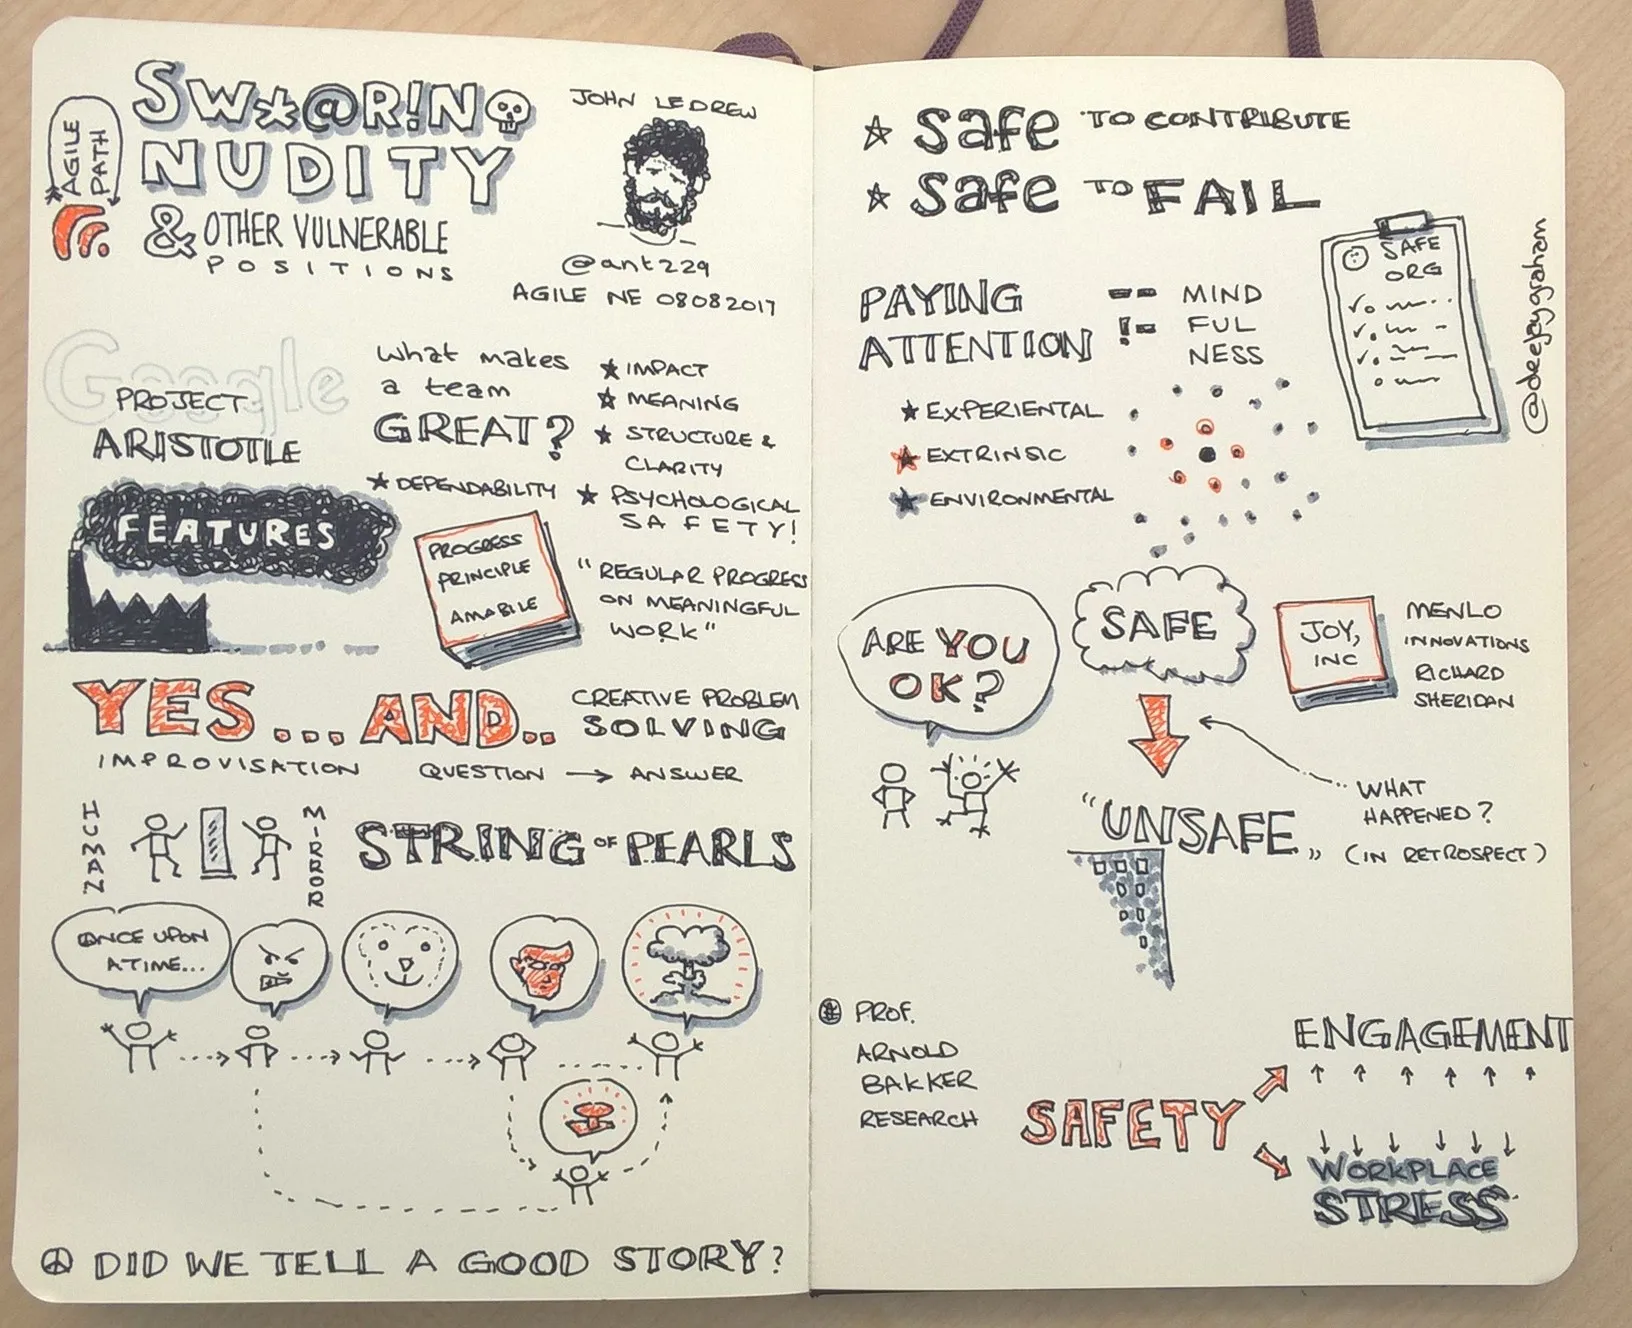 AGILE
PATH
SW*@R!NG
NUDITY
& OTHER VULNERABLE
POSITIONS
JOHN LEDREW
@ant229
AGILE NE 08082017
Google
PROJECT
ARISTOTLE
what makes
a team
GREAT?
★ DEPENDABILITY
★ IMPACT
★ MEANING
★ STRUCTURE &
CLARITY
★ PSYCHOLOGICAL
SAFETY!
FEATURES
PROGRESS
PRINCIPLE
AMABILE
"REGULAR PROGRESS
ON MEANINGFUL
WORK"
YES... AND..
CREATIVE PROBLEM
SOLVING
IMPROVISATION
QUESTION → ANSWER
HUMAN
MIRROR
STRING OF PEARLS
ONCE UPON
A TIME...
DID WE TELL A GOOD STORY?
★ Safe TO CONTRIBUTE
★ Safe TO FAIL
SAFE
ORG
@deejaygraham
PAYING
ATTENTION
MIND
FUL
NESS
★ EXPERIENTIAL
★ EXTRINSIC
★ ENVIRONMENTAL
ARE YOU
OK?
SAFE
JOY,
INC
MENLO
INNOVATIONS
RICHARD
SHERIDAN
"UNSAFE"
WHAT
HAPPENED?
(IN RETROSPECT)
PROF.
ARNOLD
BAKKER
RESEARCH
SAFETY
ENGAGEMENT
WORKPLACE
STRESS